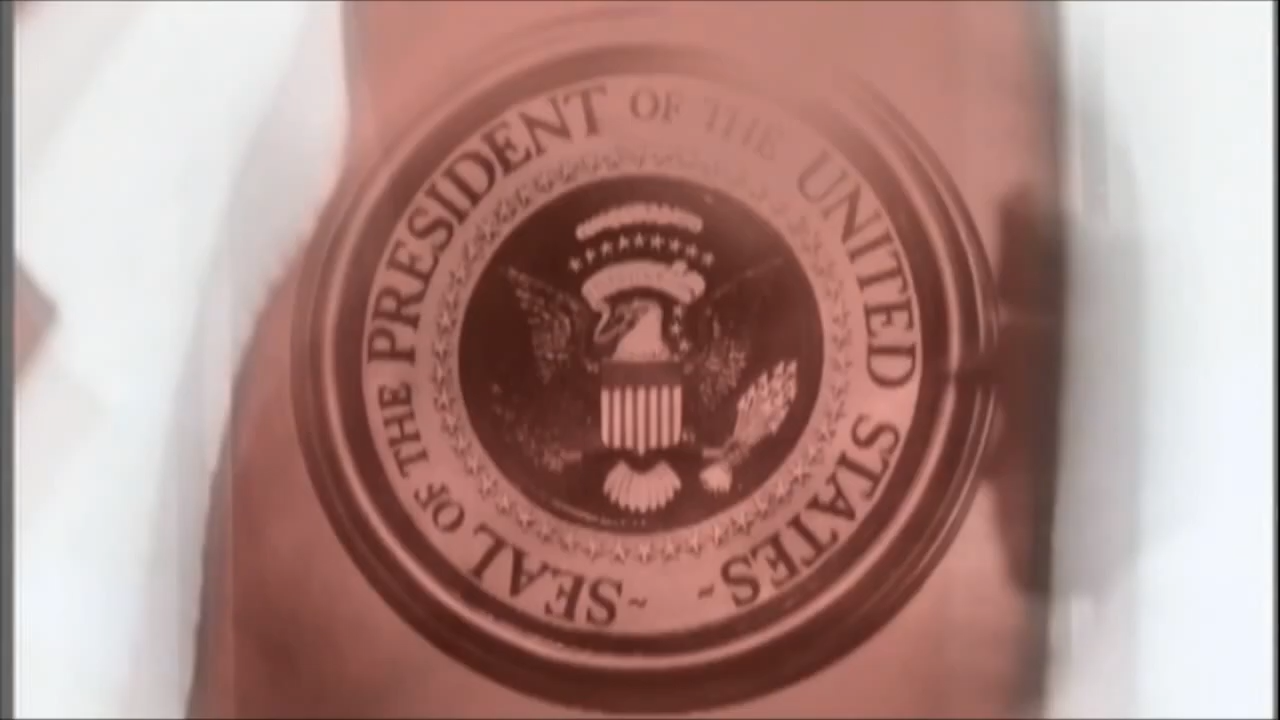 SEAL OF THE PRESIDENT OF THE UNITED STATES